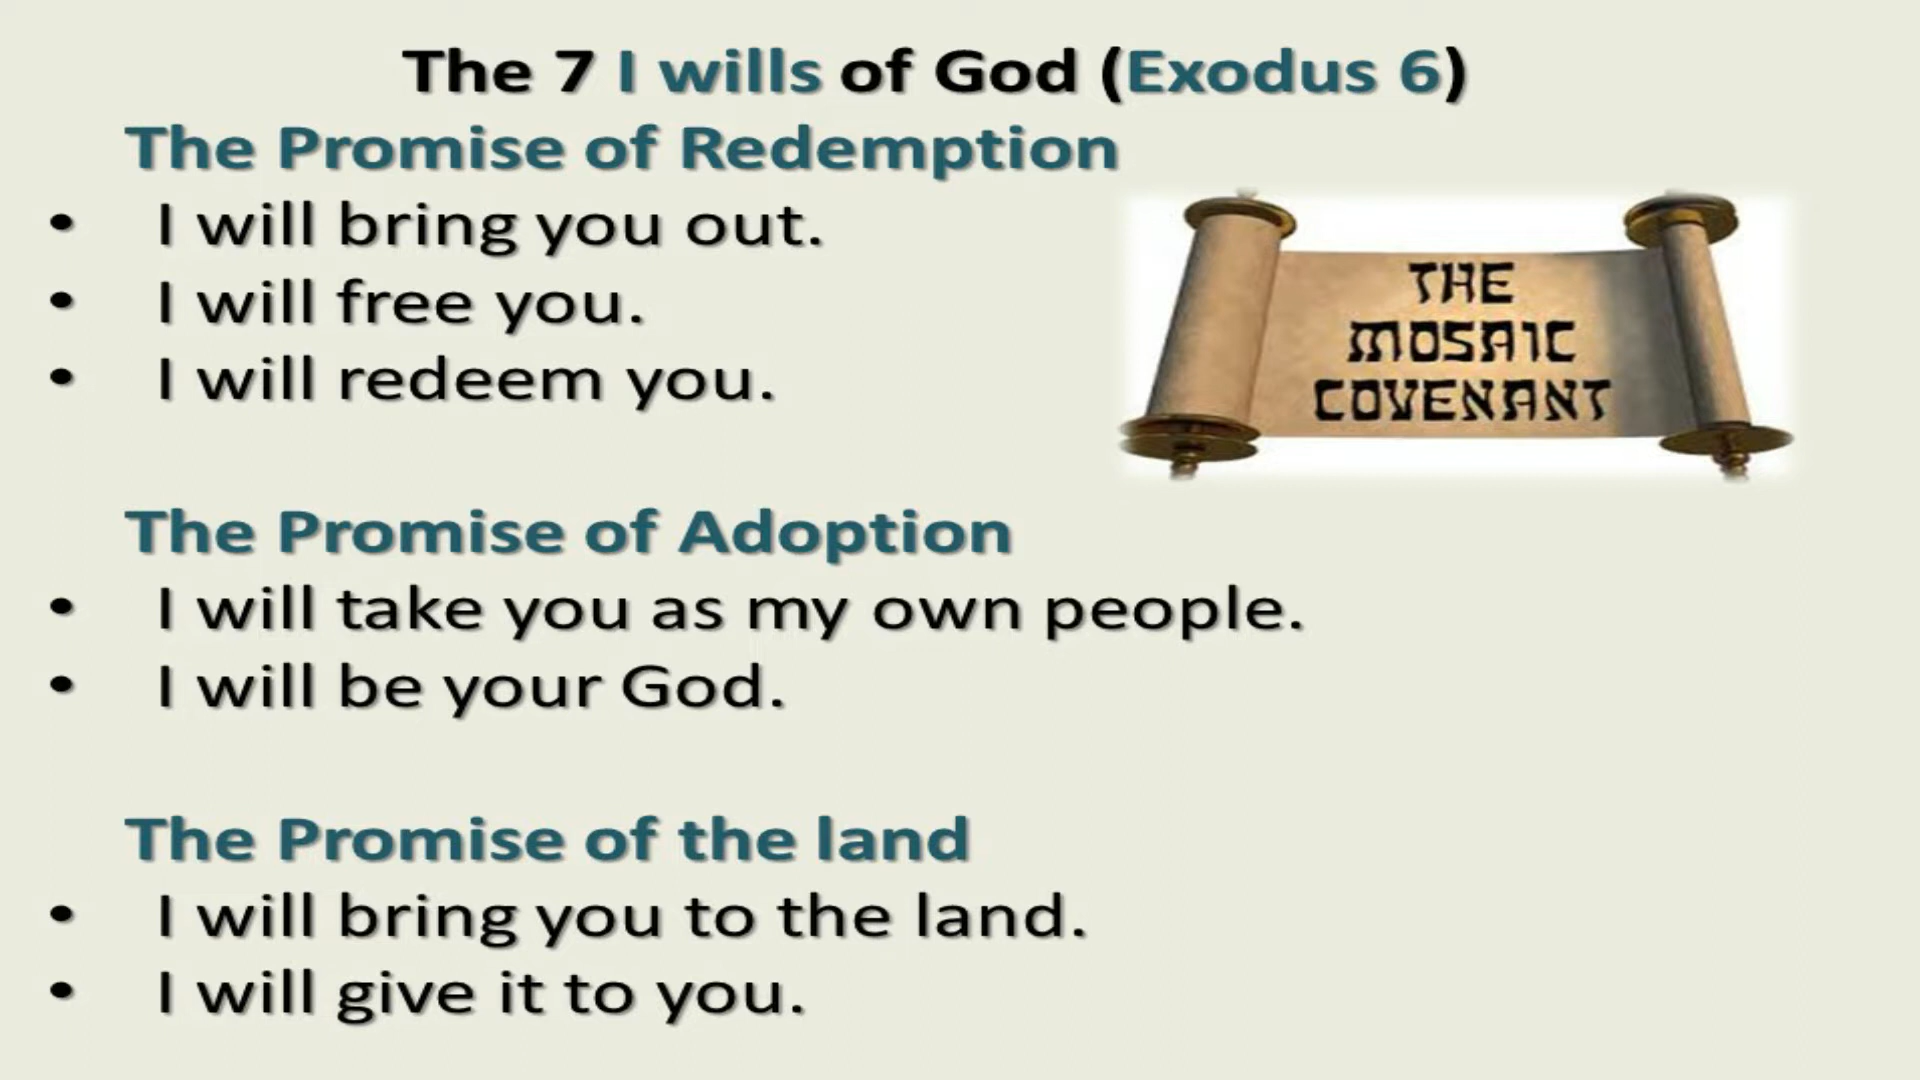 The 7 I wills of God (Exodus 6)
The Promise of Redemption
• I will bring you out.
• I will free you.
• I will redeem you.
THE
MOSAIC
COVENANT
The Promise of Adoption
• I will take you as my own people.
• I will be your God.
The Promise of the land
• I will bring you to the land.
• I will give it to you.